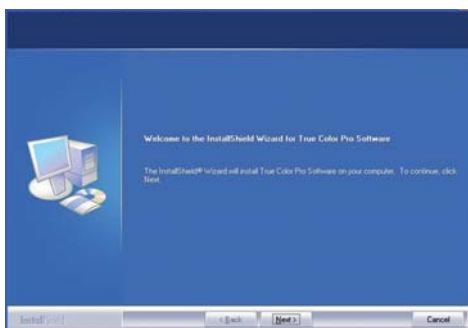 Welcome to the InstallShield Wizard for True Color Pro Software
The InstallShield® Wizard will install True Color Pro Software on your computer. To continue, click
Next.
InstallShield
< Back
Next >
Cancel